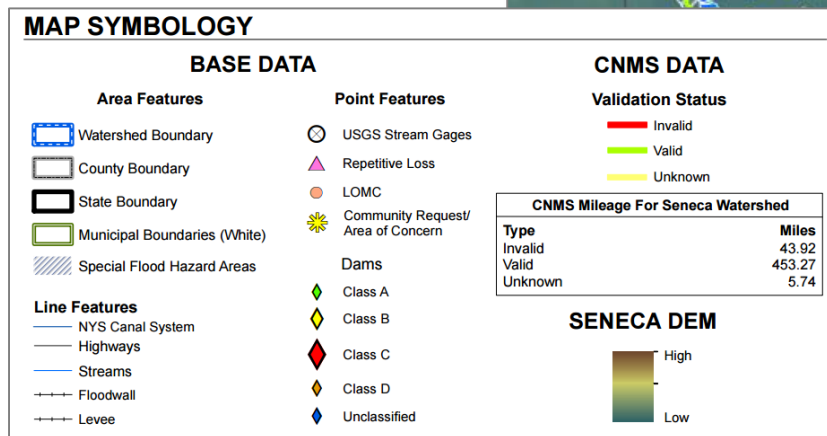 MAP SYMBOLOGY
BASE DATA
Area Features
Watershed Boundary
County Boundary
State Boundary
Municipal Boundaries (White)
Special Flood Hazard Areas
Line Features
NYS Canal System
Highways
Streams
Floodwall
Levee
Point Features
USGS Stream Gages
Repetitive Loss
LOMC
Community Request/
Area of Concern
Dams
Class A
Class B
Class C
Class D
Unclassified
CNMS DATA
Validation Status
Invalid
Valid
Unknown
CNMS Mileage For Seneca Watershed
Type Miles
Invalid 43.92
Valid 453.27
Unknown 5.74
SENECA DEM
High
Low